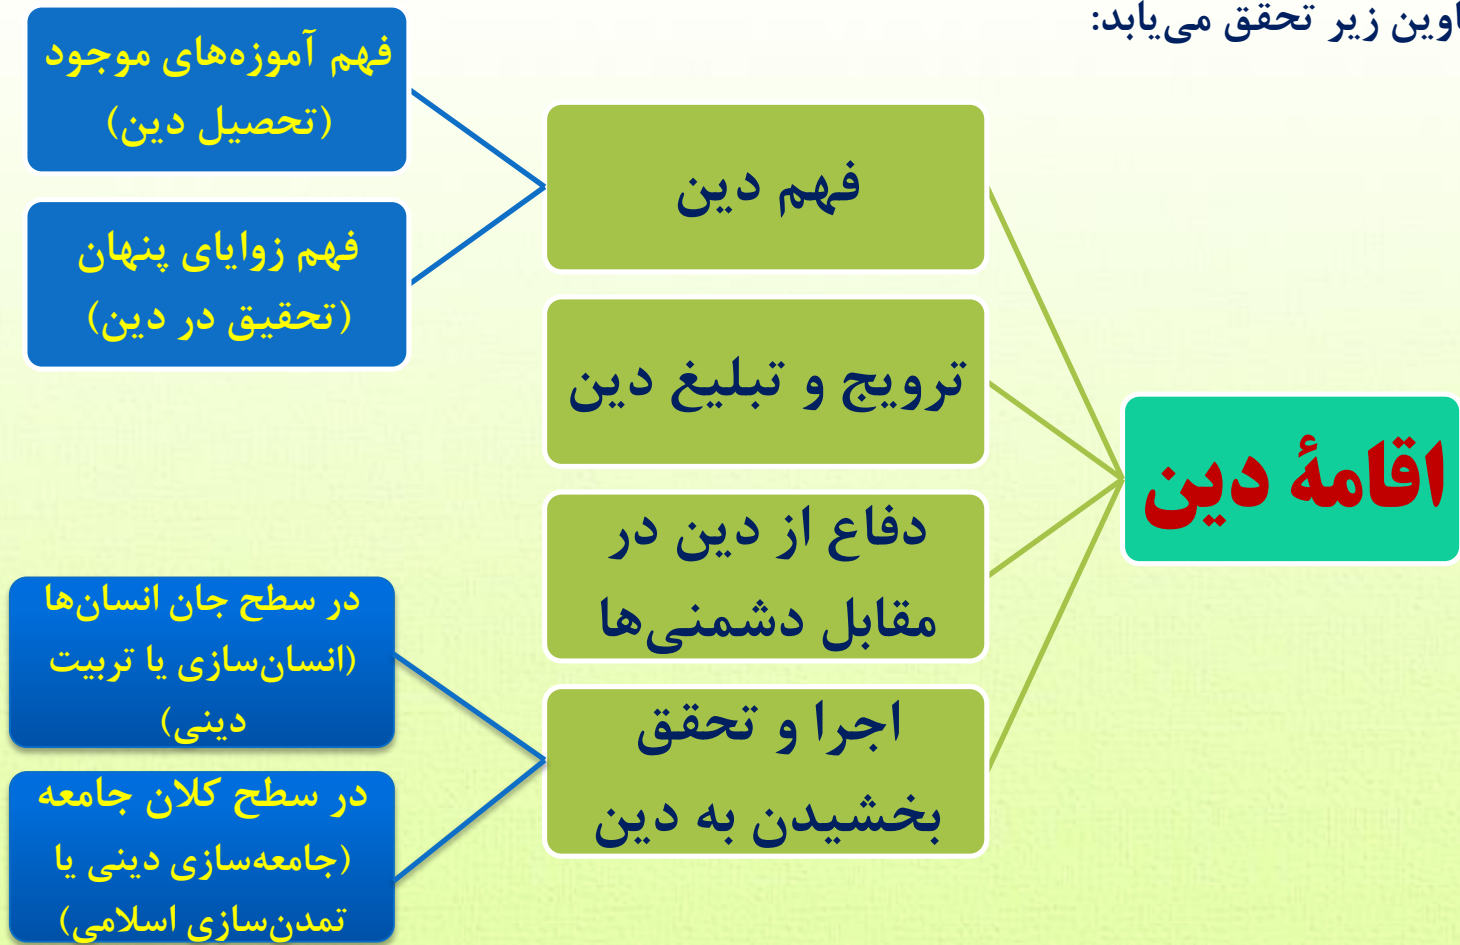 زیر تحقق می‌یابد:
اقامۀ دین
فهم دین
فهم آموزه‌های موجود
(تحصیل دین)
فهم زوایای پنهان
(تحقیق در دین)
ترویج و تبلیغ دین
دفاع از دین در
مقابل دشمنی‌ها
اجرا و تحقق
بخشیدن به دین
در سطح جان انسان‌ها
(انسان‌سازی یا تربیت
دینی)
در سطح کلان جامعه
(جامعه‌سازی دینی یا
تمدن‌سازی اسلامی)